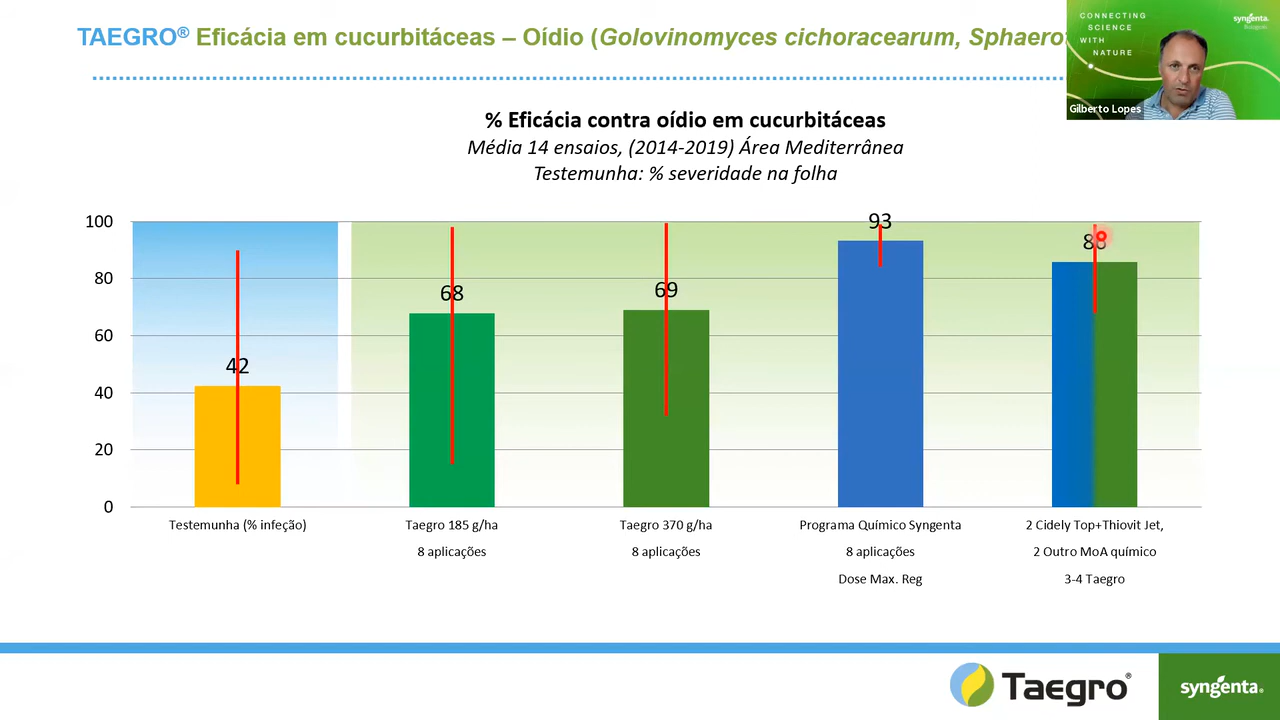 TAEGRO® Eficácia em cucurbitáceas – Oídio (Golovinomyces cichoracearum,
CONNECTING
SCIENCE
WITH
NATURE
syngenta
Gilberto Lopes
% Eficácia contra oídio em cucurbitáceas
Média 14 ensaios, (2014-2019) Área Mediterrânea
Testemunha: % severidade na folha
100
80
60
40
20
0
42
68
69
93
Testemunha (% infeção)
Taegro 185 g/ha
8 aplicações
Taegro 370 g/ha
8 aplicações
Programa Químico Syngenta
8 aplicações
Dose Max. Reg
2 Cidely Top+Thiovit Jet,
2 Outro MoA químico
3-4 Taegro
Taegro®
syngenta®